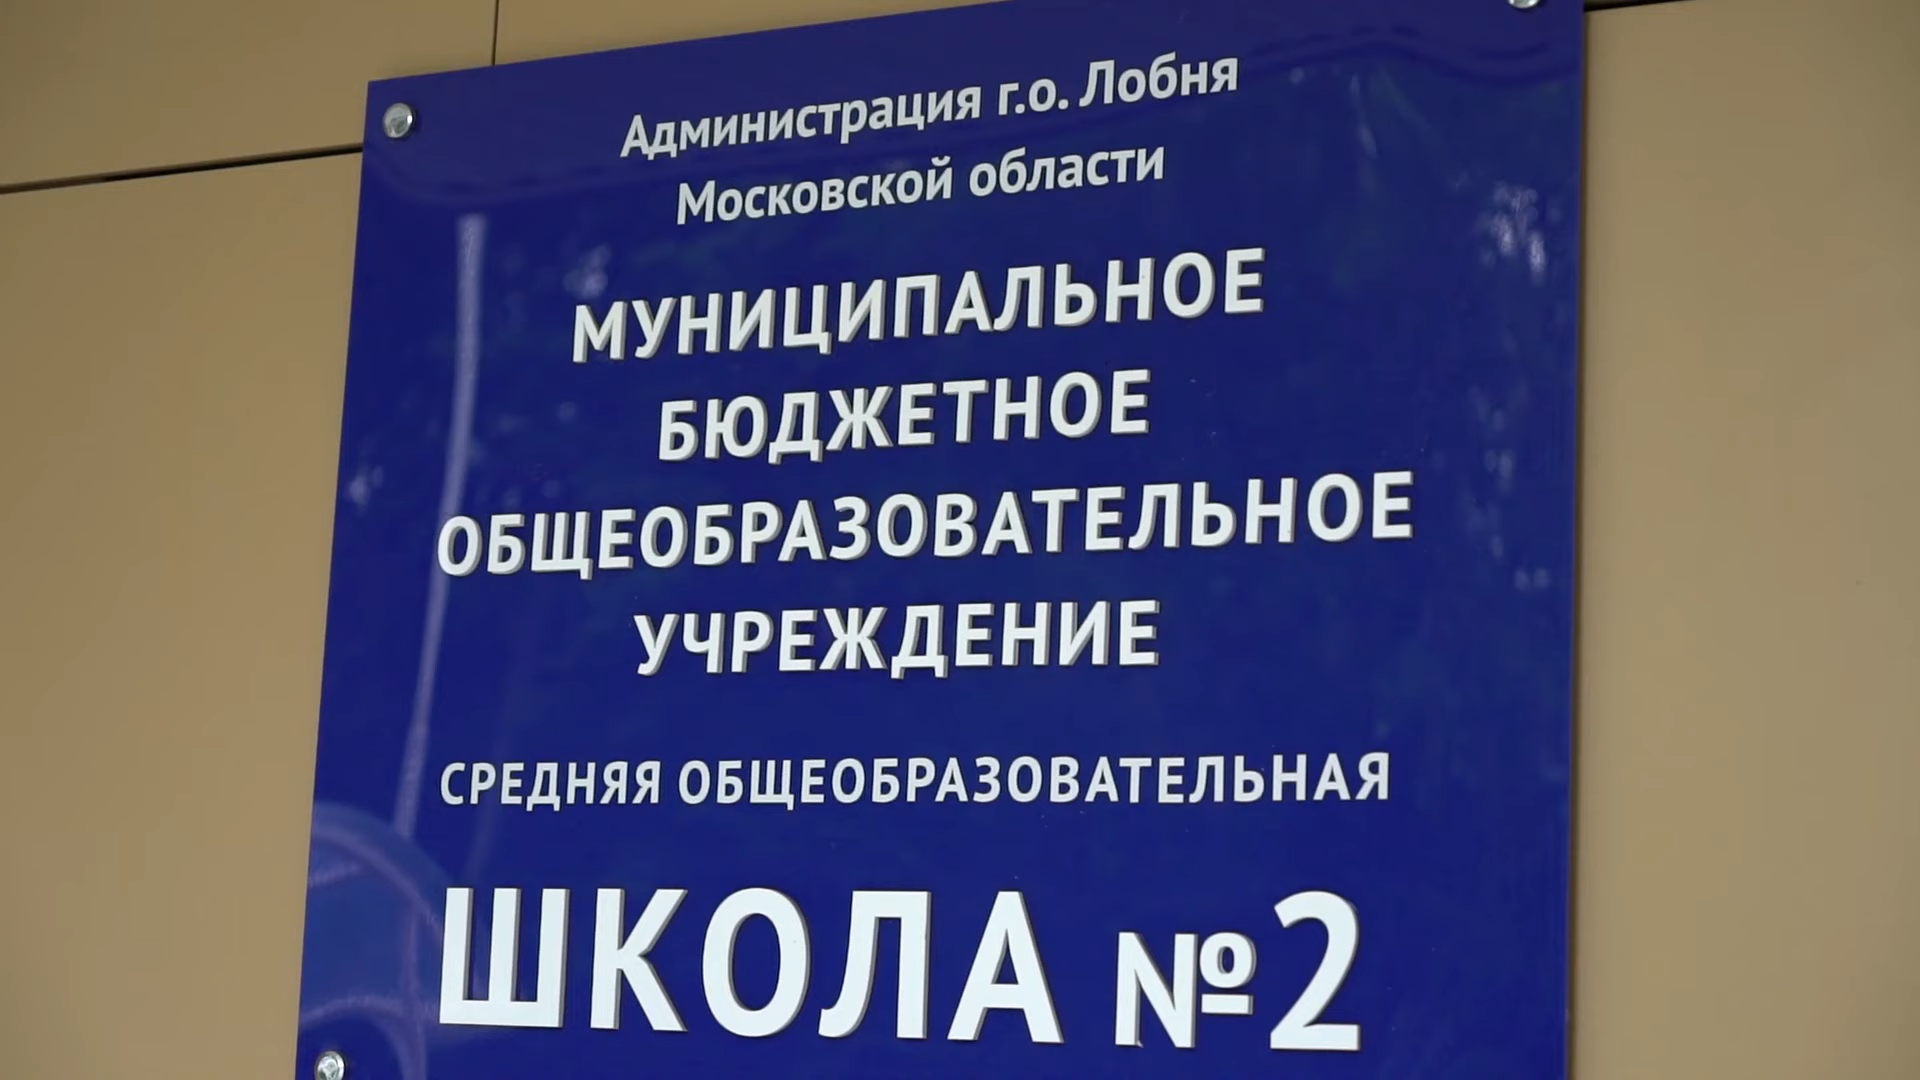 Администрация г.о. Лобня
Московской области
МУНИЦИПАЛЬНОЕ
БЮДЖЕТНОЕ
ОБЩЕОБРАЗОВАТЕЛЬНОЕ
УЧРЕЖДЕНИЕ
СРЕДНЯЯ ОБЩЕОБРАЗОВАТЕЛЬНАЯ
ШКОЛА №2